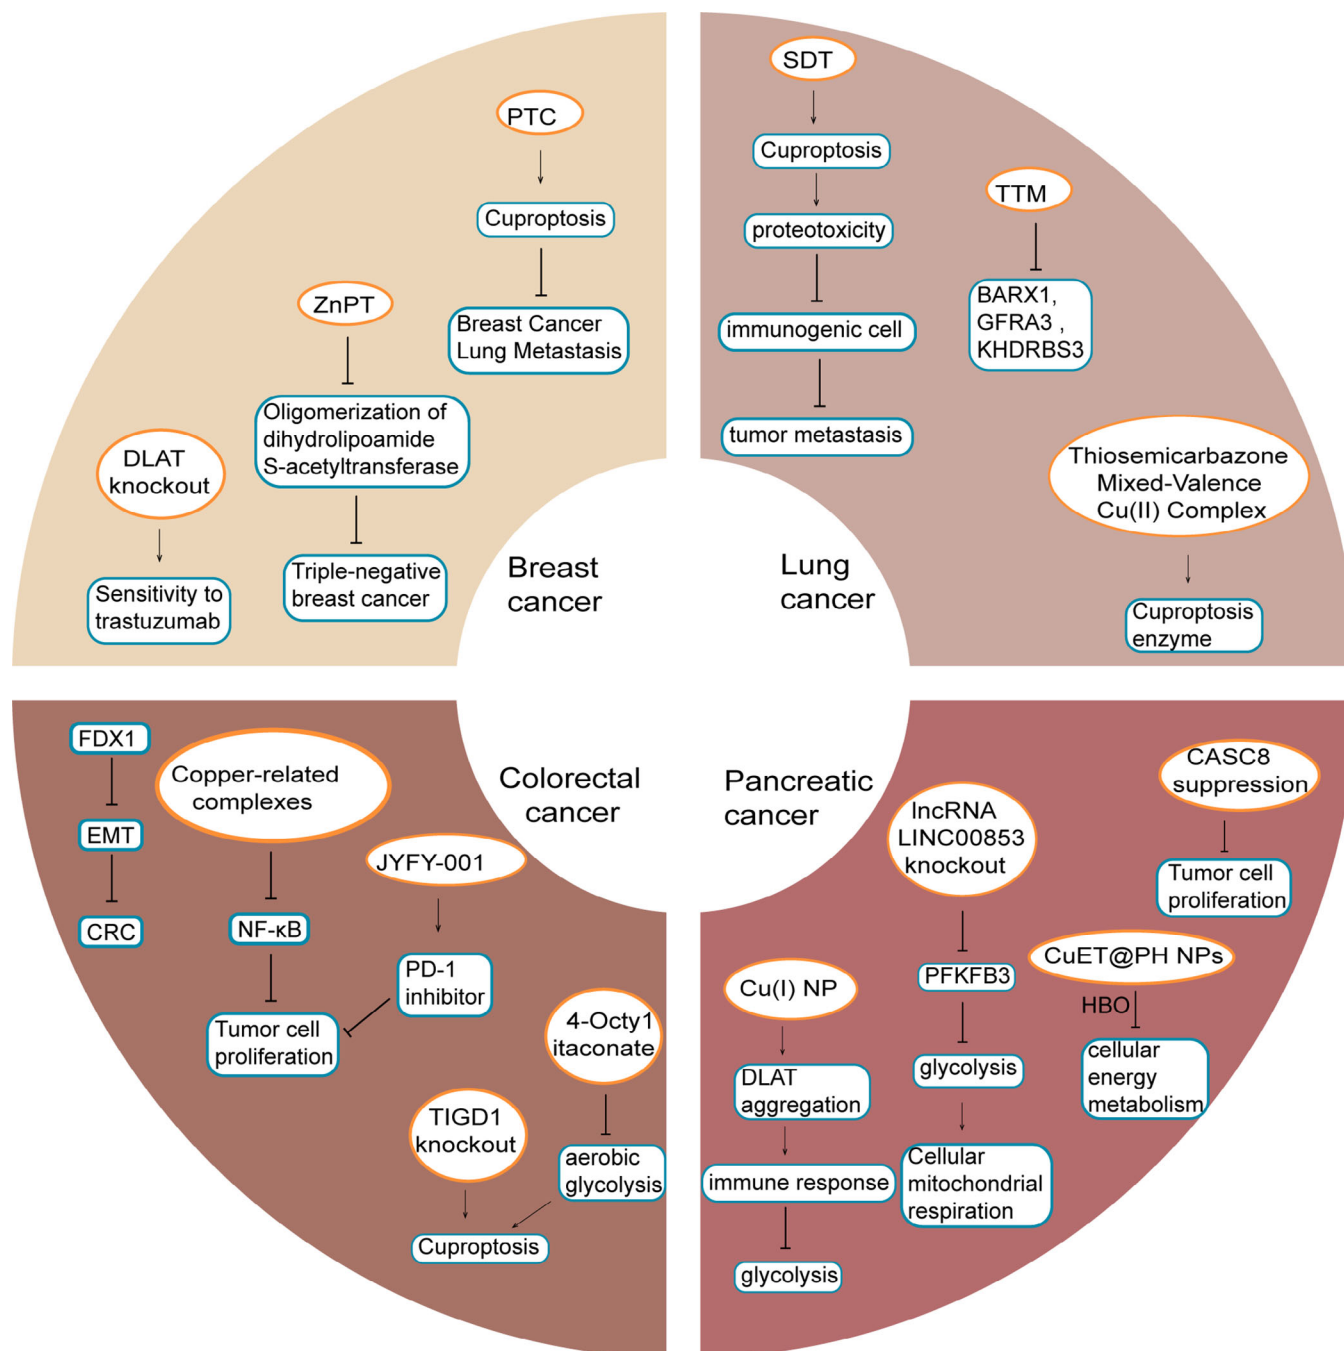 PTC
Cuproptosis
Breast Cancer
Lung Metastasis
ZnPT
Oligomerization of
dihydrolipoamide
S-acetyltransferase
Triple-negative
breast cancer
DLAT
knockout
Sensitivity to
trastuzumab
Breast
cancer
SDT
Cuproptosis
proteotoxicity
immunogenic cell
tumor metastasis
TTM
BARX1,
GFRA3 ,
KHDRBS3
Thiosemicarbazone
Mixed-Valence
Cu(II) Complex
Cuproptosis
enzyme
Lung
cancer
FDX1
EMT
CRC
Copper-related
complexes
NF-κB
Tumor cell
proliferation
JYFY-001
PD-1
inhibitor
4-Octy1
itaconate
aerobic
glycolysis
TIGD1
knockout
Cuproptosis
Colorectal
cancer
Pancreatic
cancer
Cu(I) NP
DLAT
aggregation
immune response
glycolysis
lncRNA
LINC00853
knockout
PFKFB3
glycolysis
Cellular
mitochondrial
respiration
CASC8
suppression
Tumor cell
proliferation
CuET@PH NPs
HBO
cellular
energy
metabolism